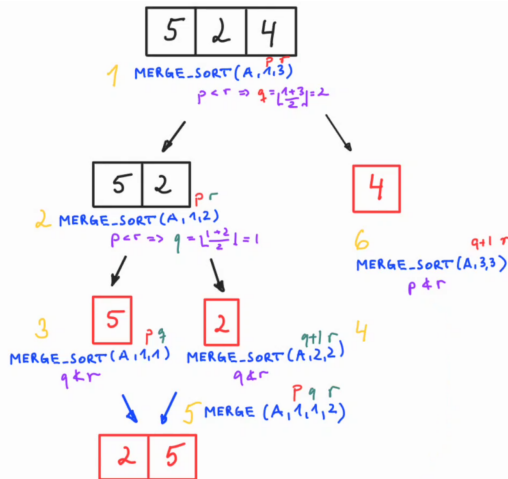 5 2 4
p r
1 MERGE_SORT(A,1,3)
p < r ⇒ q = ⌊(1+3)/2⌋ = 2
5 2
4
p r
2 MERGE_SORT(A,1,2)
p < r ⇒ q = ⌊(1+2)/2⌋ = 1
6
q+1 r
MERGE_SORT(A,3,3)
p ≮ r
3
5
2
4
p q
MERGE_SORT(A,1,1)
q ≮ r
q+1 r
MERGE_SORT(A,2,2)
q ≮ r
p q r
5 MERGE (A,1,1,2)
2 5